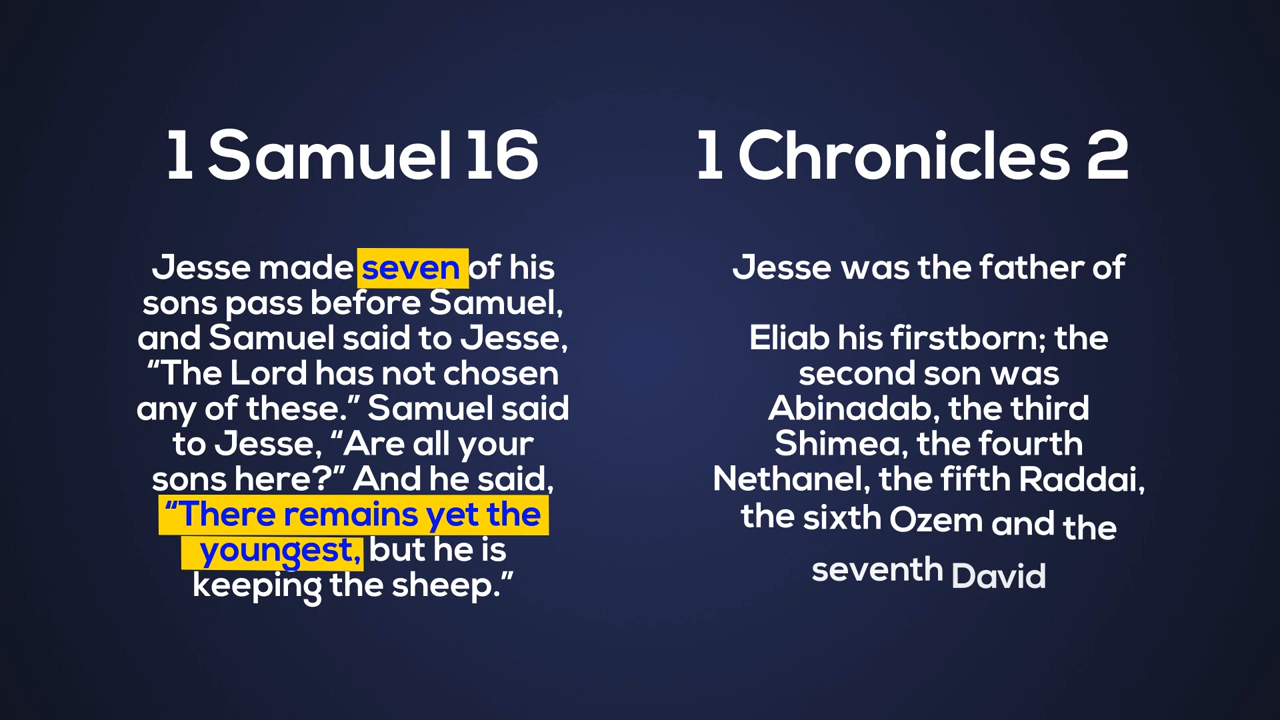 1 Samuel 16
Jesse made seven of his
sons pass before Samuel,
and Samuel said to Jesse,
“The Lord has not chosen
any of these.” Samuel said
to Jesse, “Are all your
sons here?” And he said,
“There remains yet the
youngest, but he is
keeping the sheep.”
1 Chronicles 2
Jesse was the father of
Eliab his firstborn; the
second son was
Abinadab, the third
Shimea, the fourth
Nethanel, the fifth Raddai,
the sixth Ozem and the
seventh David